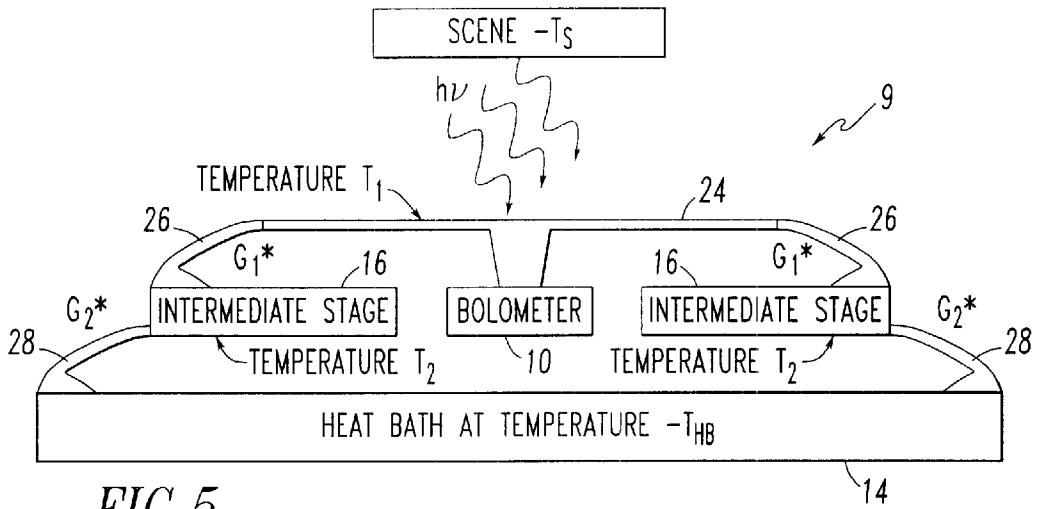 SCENE -TS
hν
9
TEMPERATURE T1
24
26
26
G1*
16
16
G1*
G2*
INTERMEDIATE STAGE
BOLOMETER
INTERMEDIATE STAGE
G2*
28
TEMPERATURE T2
10
TEMPERATURE T2
28
HEAT BATH AT TEMPERATURE -THB
14
FIG.5